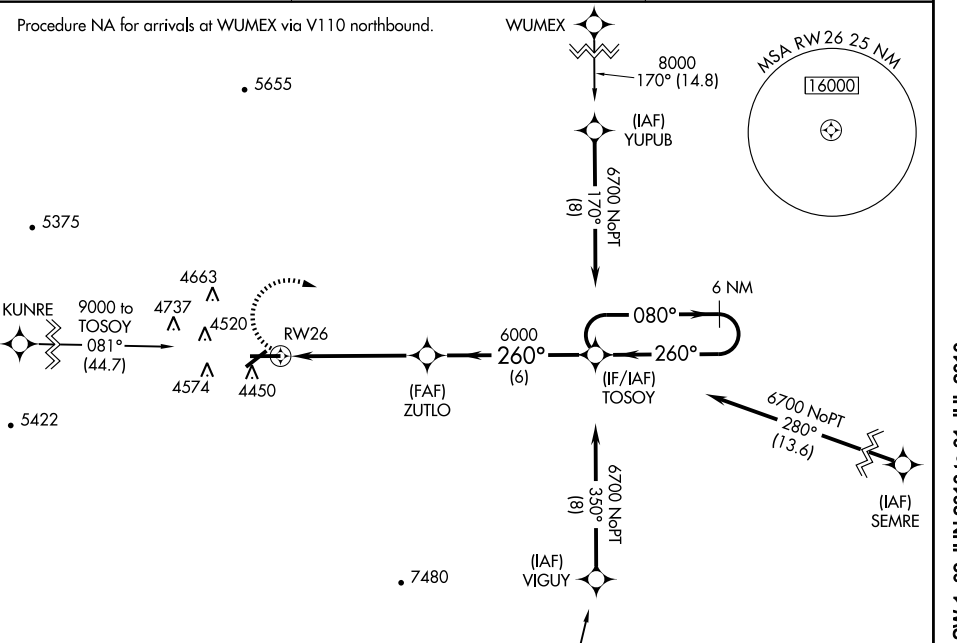 Procedure NA for arrivals at WUMEX via V110 northbound.
WUMEX
8000
170° (14.8)
MSA RW26 25 NM
16000
5655
(IAF)
YUPUB
6700 NoPT
170°
(8)
5375
4663
4737
4520
4574
4450
RW26
KUNRE
9000 to
TOSOY
081°
(44.7)
5422
6 NM
080°
260°
6000
260°
(6)
(FAF)
ZUTLO
(IF/IAF)
TOSOY
6700 NoPT
280°
(13.6)
(IAF)
SEMRE
6700 NoPT
350°
(8)
(IAF)
VIGUY
7480